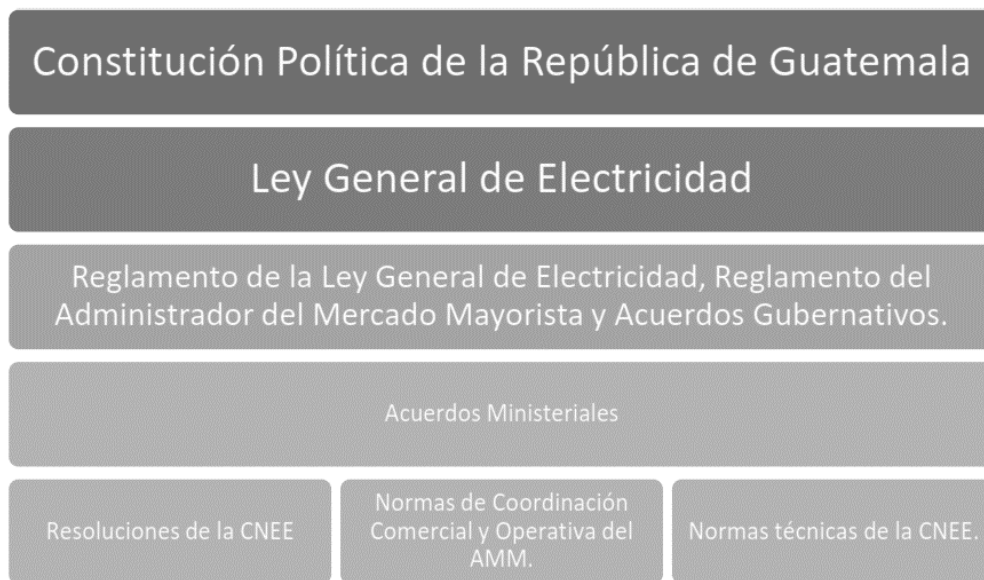 Constitución Política de la República de Guatemala
Ley General de Electricidad
Reglamento de la Ley General de Electricidad, Reglamento del
Administrador del Mercado Mayorista y Acuerdos Gubernativos.
Acuerdos Ministeriales
Resoluciones de la CNEE
Normas de Coordinación
Comercial y Operativa del
AMM.
Normas técnicas de la CNEE.